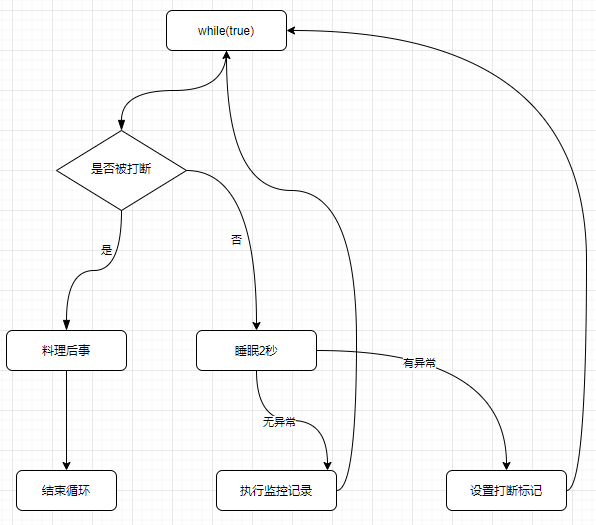 while(true)
是否被打断
是
否
料理后事
睡眠2秒
有异常
无异常
结束循环
执行监控记录
设置打断标记